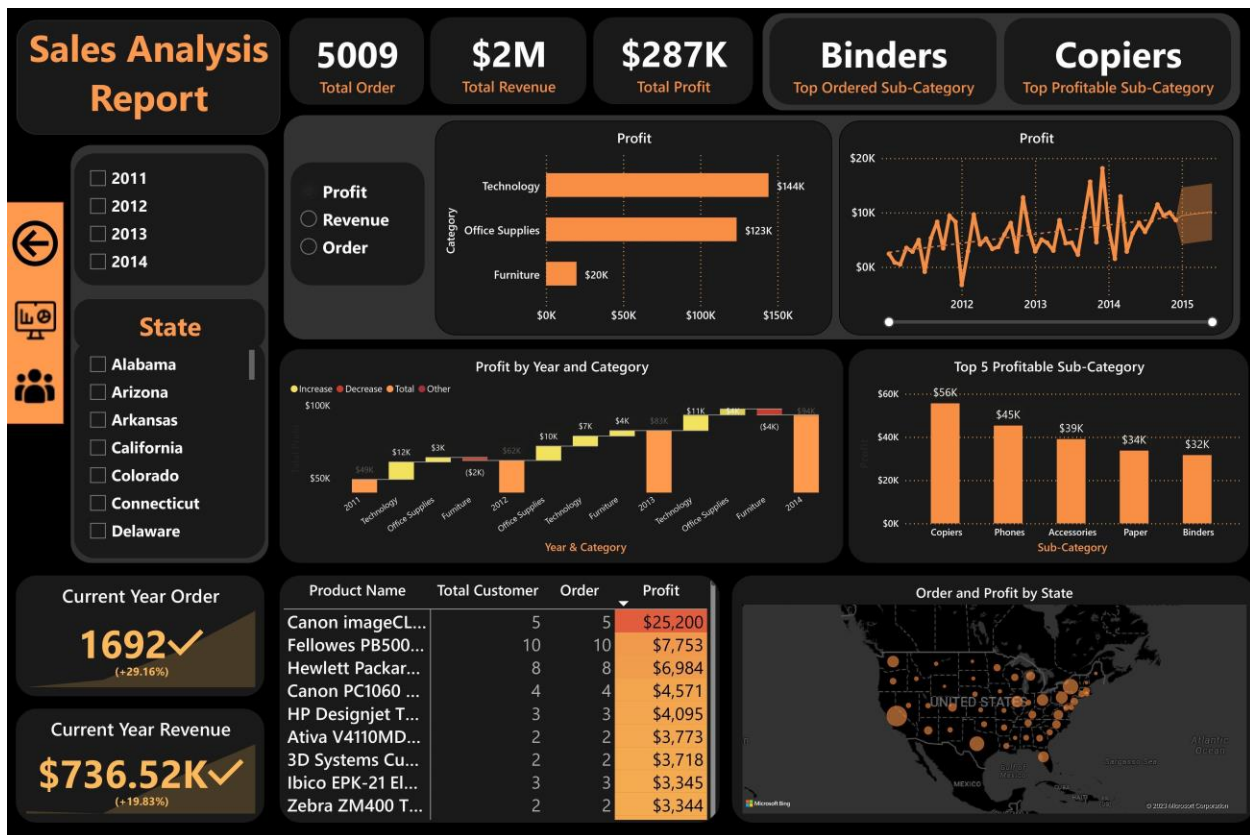 Sales Analysis
Report
5009
Total Order
$2M
Total Revenue
$287K
Total Profit
Binders
Top Ordered Sub-Category
Copiers
Top Profitable Sub-Category
2011
2012
2013
2014
State
Alabama
Arizona
Arkansas
California
Colorado
Connecticut
Delaware
Profit
Revenue
Order
Profit
Category
Technology
$144K
Office Supplies
$123K
Furniture
$20K
$0K $50K $100K $150K
Profit
$20K
$10K
$0K
2012 2013 2014 2015
Profit by Year and Category
Increase Decrease Total Other
$100K
$50K
$49K $12K $3K ($2K) $62K $10K $7K $4K $83K $11K $4K ($4K) $94K
2011 Technology Office Supplies Furniture 2012 Office Supplies Technology Furniture 2013 Technology Office Supplies Furniture 2014
Year & Category
Top 5 Profitable Sub-Category
Profit
$60K
$40K
$20K
$0K
$56K $45K $39K $34K $32K
Copiers Phones Accessories Paper Binders
Sub-Category
Current Year Order
1692
(+29.16%)
Current Year Revenue
$736.52K
(+19.83%)
Product Name Total Customer Order Profit
Canon imageCL... 5 5 $25,200
Fellowes PB500... 10 10 $7,753
Hewlett Packar... 8 8 $6,984
Canon PC1060 ... 4 4 $4,571
HP Designjet T... 3 3 $4,095
Ativa V4110MD... 2 2 $3,773
3D Systems Cu... 2 2 $3,718
Ibico EPK-21 El... 3 3 $3,345
Zebra ZM400 T... 2 2 $3,344
Order and Profit by State
UNITED STATES
Atlantic
Ocean
Sargasso Sea
Gulf of
MEXICO
Microsoft Bing
© 2023 Microsoft Corporation